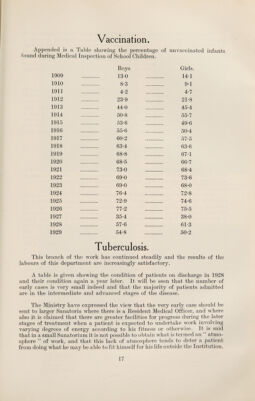 Vaccination.
Appended is a Table showing the percentage of unvaccinated infants
found during Medical Inspection of School Children.
Boys Girls.
1909 ......... 13·0 ......... 14·1
1910 ......... 8·3 ......... 9·1
1911 ......... 4·2 ......... 4·7
1912 ......... 23·9 ......... 21·8
1913 ......... 44·0 ......... 45·4
1914 ......... 50·8 ......... 55·7
1915 ......... 53·6 ......... 49·6
1916 ......... 55·6 ......... 50·4
1917 ......... 60·2 ......... 57·5
1918 ......... 63·4 ......... 63·6
1919 ......... 68·8 ......... 67·1
1920 ......... 68·5 ......... 66·7
1921 ......... 73·0 ......... 68·4
1922 ......... 69·0 ......... 73·6
1923 ......... 69·0 ......... 68·0
1924 ......... 76·4 ......... 72·8
1925 ......... 72·9 ......... 74·6
1926 ......... 77·2 ......... 75·5
1927 ......... 35·4 ......... 38·0
1928 ......... 57·6 ......... 61·3
1929 ......... 54·8 ......... 50·2
Tuberculosis.
This branch of the work has continued steadily and the results of the
labours of this department are increasingly satisfactory.
A table is given showing the condition of patients on discharge in 1928
and their condition again a year later. It will be seen that the number of
early cases is very small indeed and that the majority of patients admitted
are in the intermediate and advanced stages of the disease.
The Ministry have expressed the view that the very early case should be
sent to larger Sanatoria where there is a Resident Medical Officer, and where
also it is claimed that there are greater facilities for progress during the later
stages of treatment when a patient is expected to undertake work involving
varying degrees of energy according to his fitness or otherwise. It is said
that in a small Sanatorium it is not possible to obtain what is termed an " atmo-
sphere " of work, and that this lack of atmosphere tends to deter a patient
from doing what he may be able to fit himself for his life outside the Institution.
17